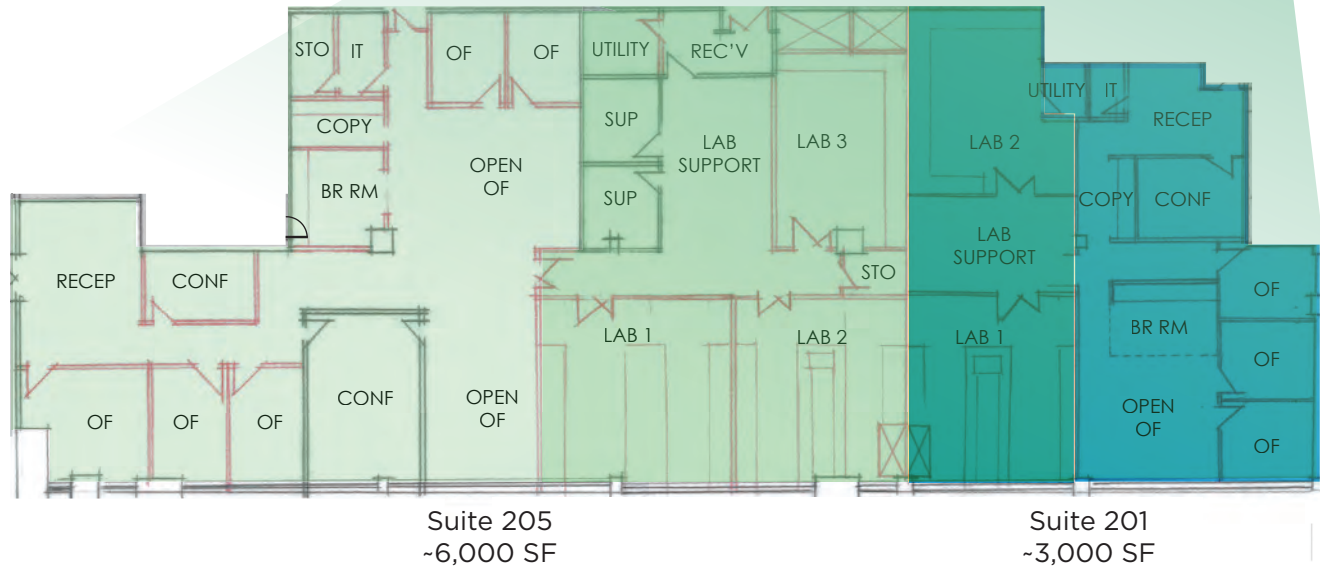 STO
IT
OF
OF
UTILITY
REC'V
UTILITY
IT
RECEP
COPY
SUP
LAB
SUPPORT
LAB 3
LAB 2
BR RM
OPEN
OF
SUP
COPY
CONF
RECEP
CONF
STO
LAB
SUPPORT
OF
LAB 1
LAB 2
LAB 1
BR RM
OF
OF
OF
OF
CONF
OPEN
OF
OPEN
OF
OF
Suite 205
~6,000 SF
Suite 201
~3,000 SF